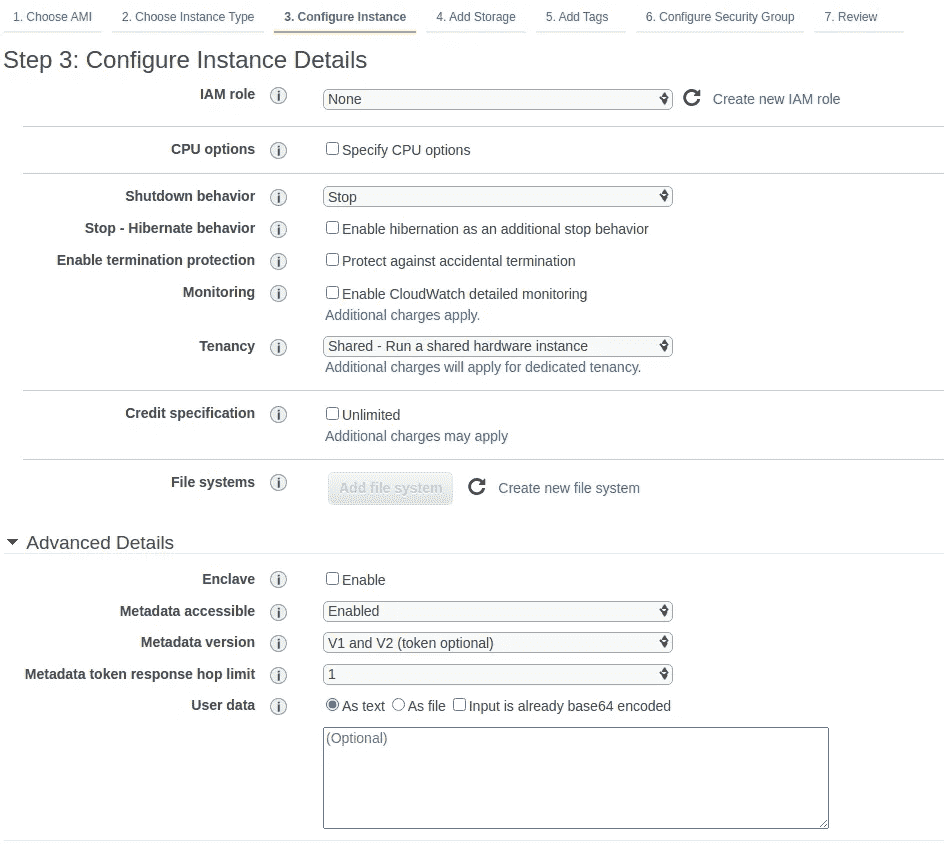 1. Choose AMI 2. Choose Instance Type 3. Configure Instance 4. Add Storage 5. Add Tags 6. Configure Security Group 7. Review
Step 3: Configure Instance Details
IAM role None Create new IAM role
CPU options Specify CPU options
Shutdown behavior Stop
Stop - Hibernate behavior Enable hibernation as an additional stop behavior
Enable termination protection Protect against accidental termination
Monitoring Enable CloudWatch detailed monitoring
Additional charges apply.
Tenancy Shared - Run a shared hardware instance
Additional charges will apply for dedicated tenancy.
Credit specification Unlimited
Additional charges may apply
File systems Add file system Create new file system
Advanced Details
Enclave Enable
Metadata accessible Enabled
Metadata version V1 and V2 (token optional)
Metadata token response hop limit 1
User data As text As file Input is already base64 encoded
(Optional)